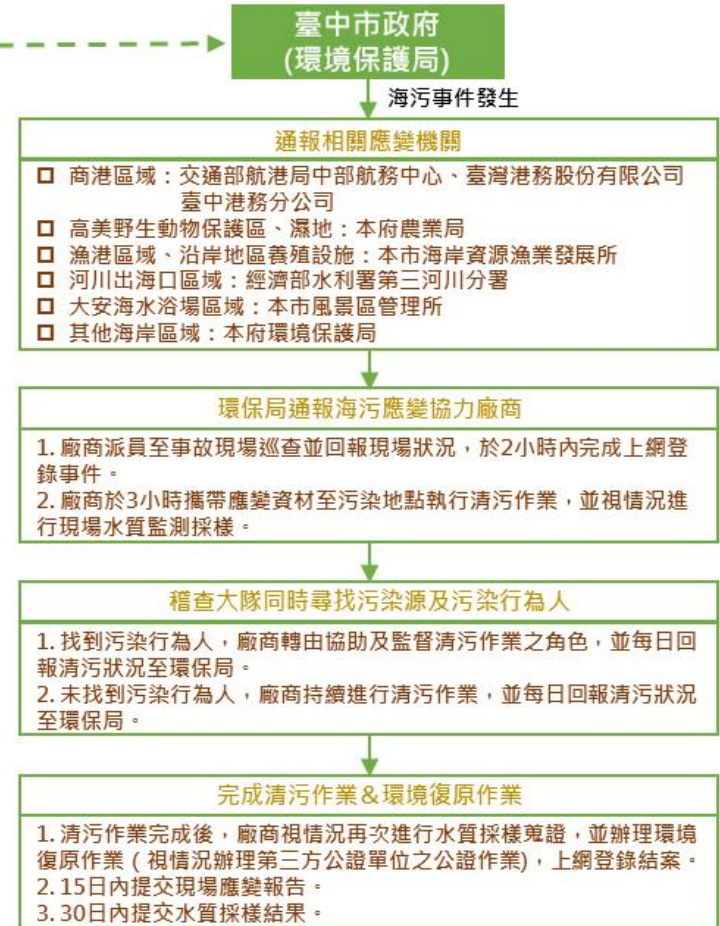 臺中市政府
(環境保護局)
海污事件發生
通報相關應變機關
商港區域：交通部航港局中部航務中心、臺灣港務股份有限公司
臺中港務分公司
高美野生動物保護區、濕地：本府農業局
漁港區域、沿岸地區養殖設施：本市海岸資源漁業發展所
河川出海口區域：經濟部水利署第三河川分署
大安海水浴場區域：本市風景區管理所
其他海岸區域：本府環境保護局
環保局通報海污應變協力廠商
1. 廠商派員至事故現場巡查並回報現場狀況，於2小時內完成上網登
錄事件。
2. 廠商於3小時攜帶應變資材至污染地點執行清污作業，並視情況進
行現場水質監測採樣。
稽查大隊同時尋找污染源及污染行為人
1. 找到污染行為人，廠商轉由協助及監督清污作業之角色，並每日回
報清污狀況至環保局。
2. 未找到污染行為人，廠商持續進行清污作業，並每日回報清污狀況
至環保局。
完成清污作業＆環境復原作業
1. 清污作業完成後，廠商視情況再次進行水質採樣蒐證，並辦理環境
復原作業（視情況辦理第三方公證單位之公證作業)，上網登錄結案。
2. 15日內提交現場應變報告。
3. 30日內提交水質採樣結果。